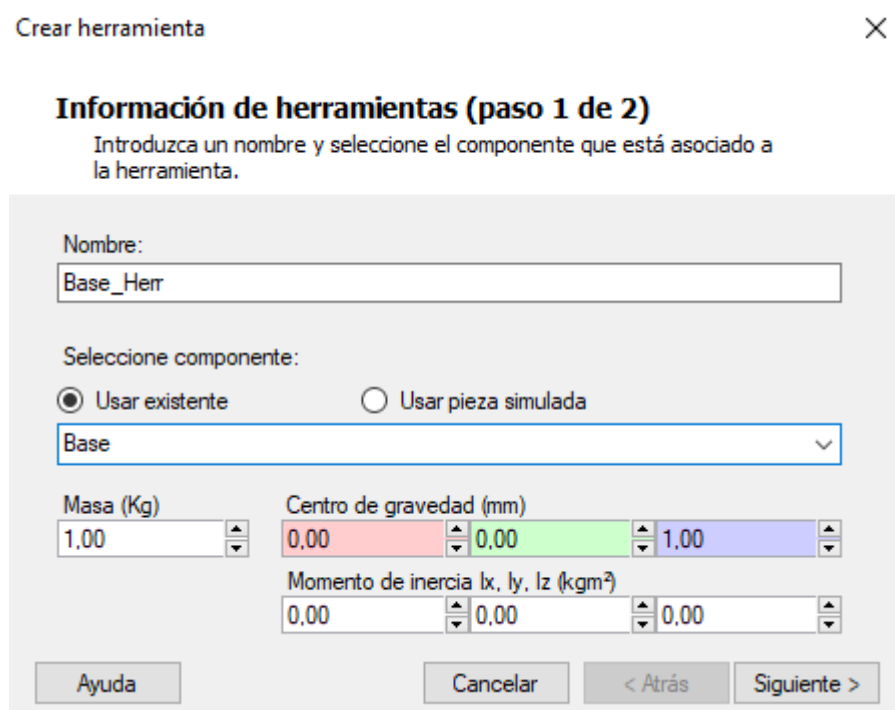 Crear herramienta
Información de herramientas (paso 1 de 2)
Introduzca un nombre y seleccione el componente que está asociado a
la herramienta.
Nombre:
Base_Herr
Seleccione componente:
Usar existente
Usar pieza simulada
Base
Masa (Kg)
Centro de gravedad (mm)
1,00
0,00
0,00
1,00
Momento de inercia Ix, Iy, Iz (kgm²)
0,00
0,00
0,00
Ayuda
Cancelar
< Atrás
Siguiente >